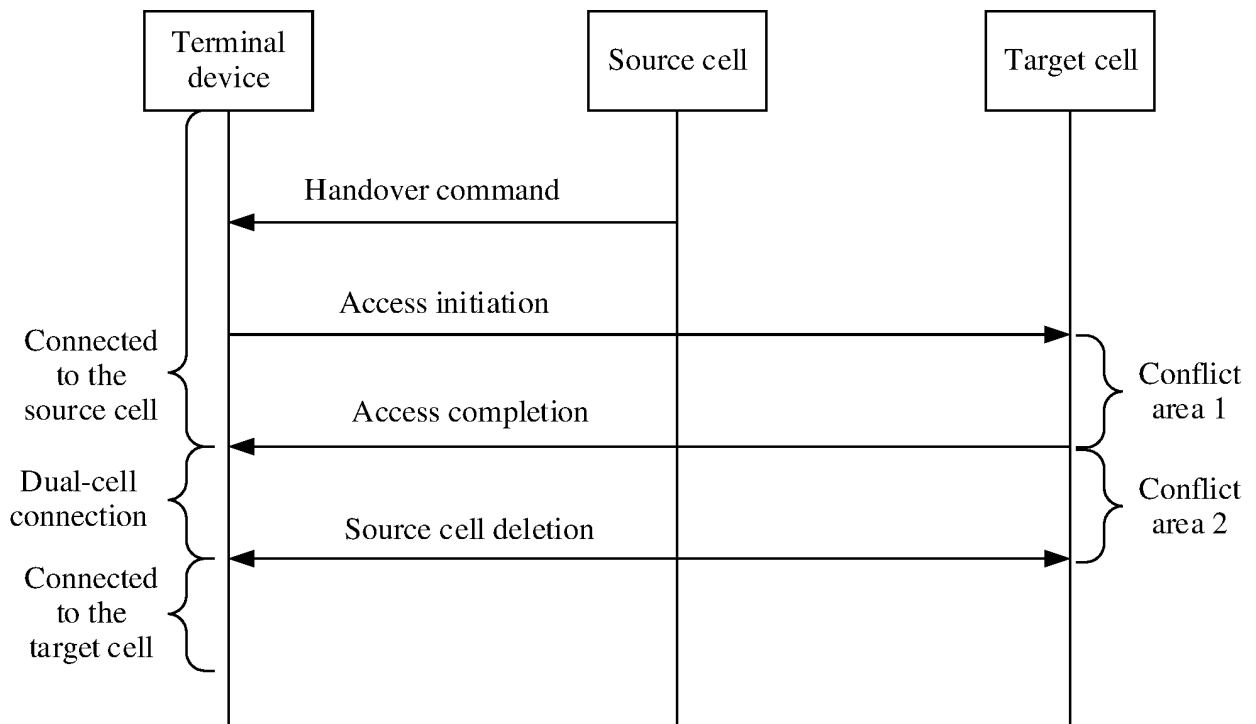 Terminal
device
Source cell
Target cell
Handover command
Access initiation
Connected
to the
source cell
Conflict
area 1
Access completion
Dual-cell
connection
Conflict
area 2
Source cell deletion
Connected
to the
target cell